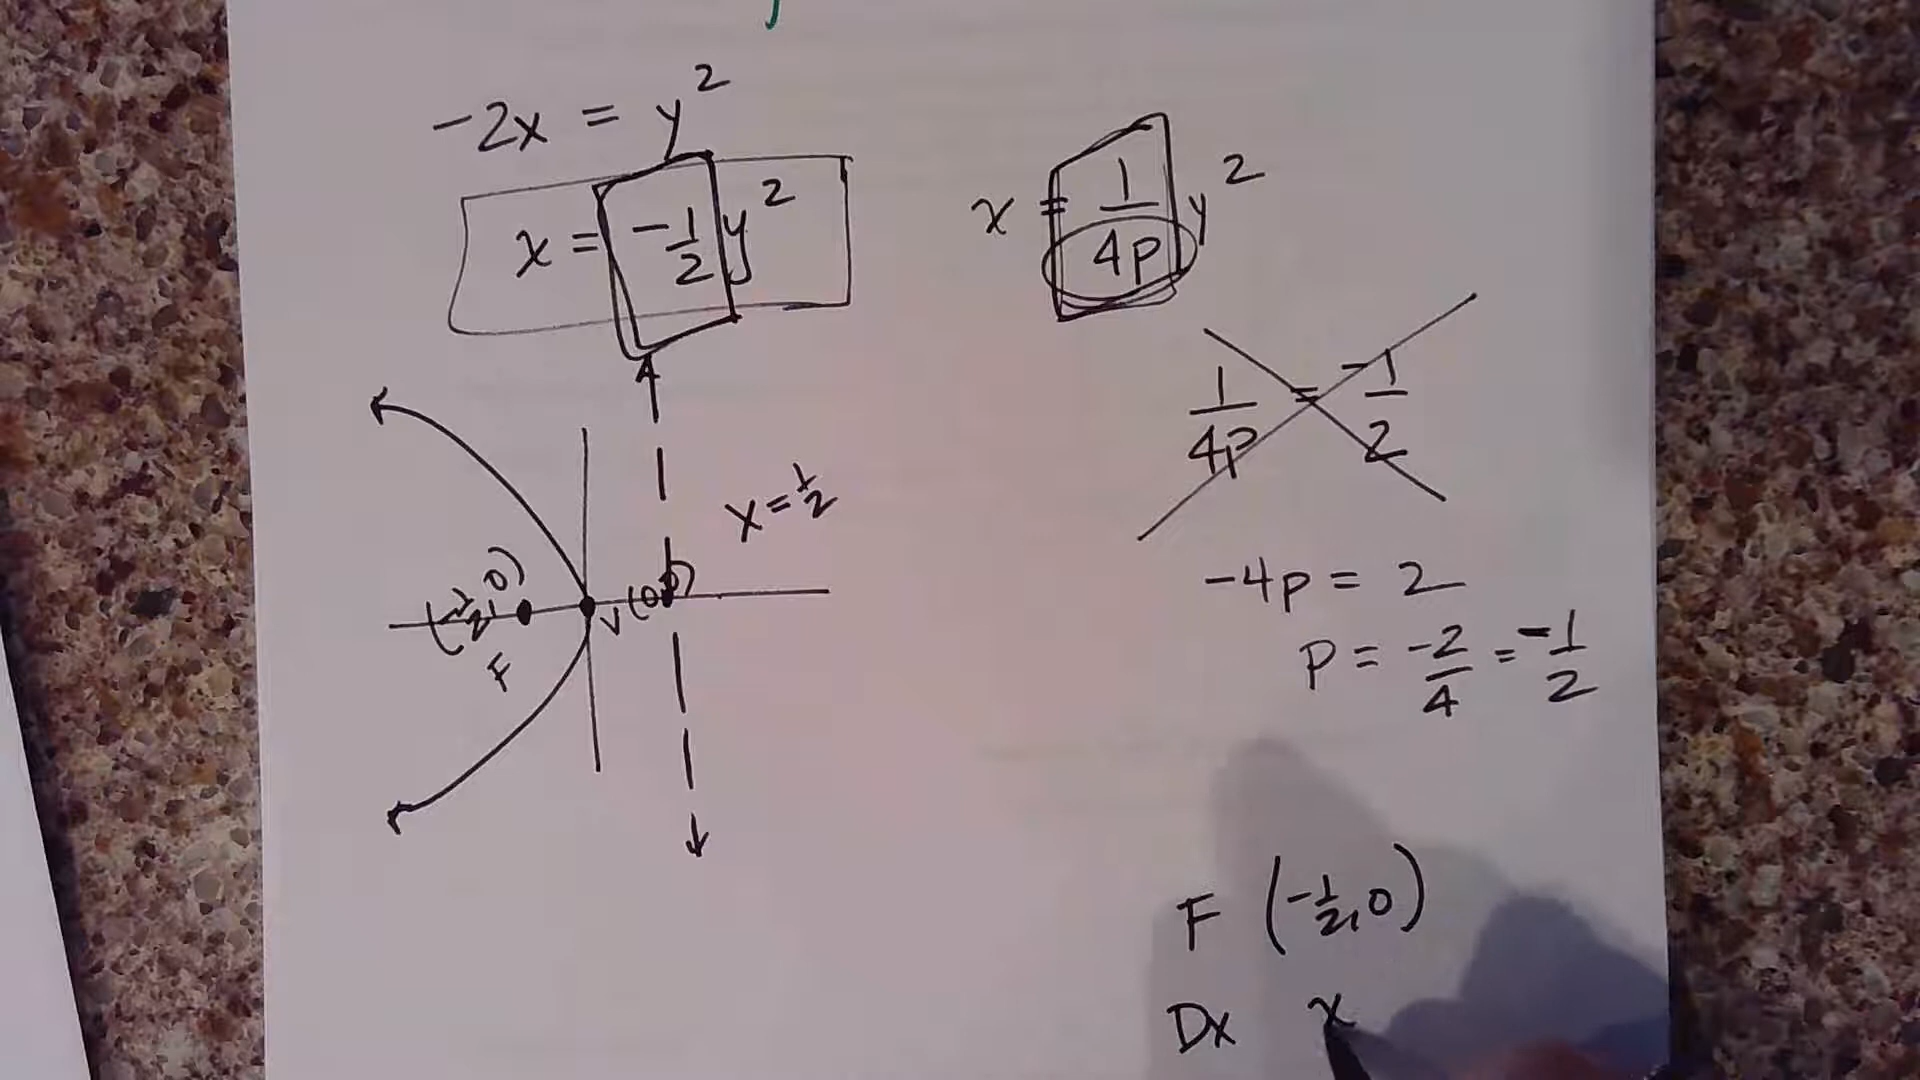 -2x = y²
x = -1/2 y²
x = 1/4p y²
1/4p = -1/2
x = 1/2
(-1/2, 0)
F
V(0,0)
-4p = 2
p = -2/4 = -1/2
F (-1/2, 0)
Dx x